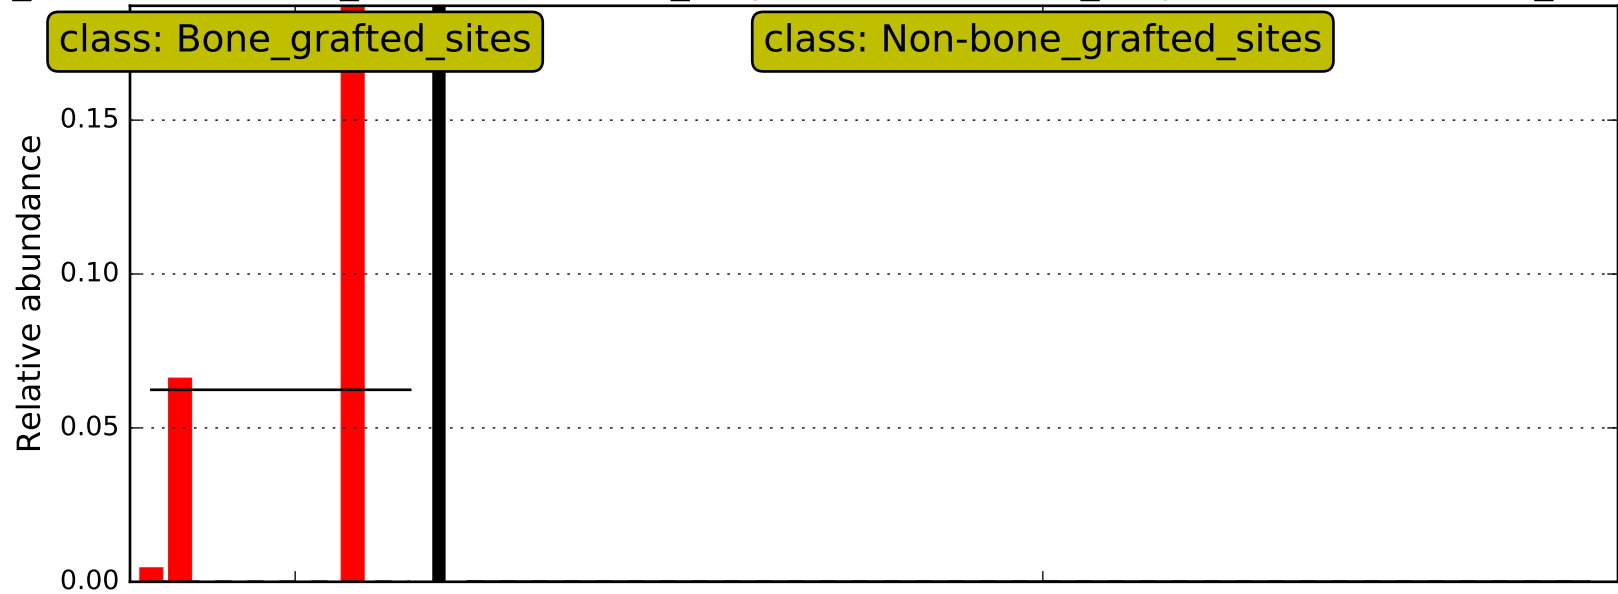 class: Bone_grafted_sites
class: Non-bone_grafted_sites
0.15
0.10
0.05
0.00
Relative abundance